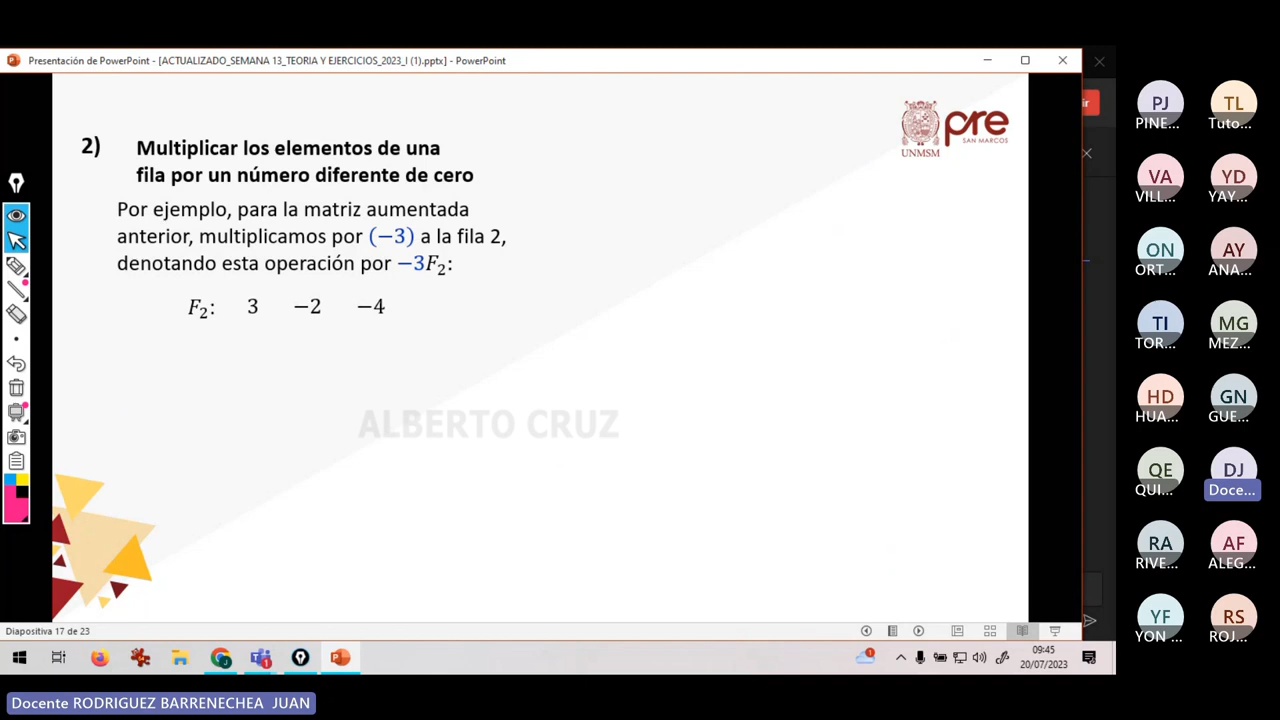 Presentación de PowerPoint - [ACTUALIZADO_SEMANA 13_TEORIA Y EJERCICIOS_2023_I (1).pptx] - PowerPoint
ir
2) Multiplicar los elementos de una
fila por un número diferente de cero
Por ejemplo, para la matriz aumentada
anterior, multiplicamos por (−3) a la fila 2,
denotando esta operación por −3F₂:
F₂: 3 −2 −4
UNMSM
pre
SAN MARCOS
ALBERTO CRUZ
Diapositiva 17 de 23
09:45
20/07/2023
PJ TL
PINE... Tuto...
VA YD
VILL... YAY...
ON AY
ORT... ANA...
TI MG
TOR... MEZ...
HD GN
HUA... GUE...
QE DJ
QUI... Doce...
RA AF
RIVE... ALEG...
YF RS
YON ... ROJ...
Docente RODRIGUEZ BARRENECHEA JUAN